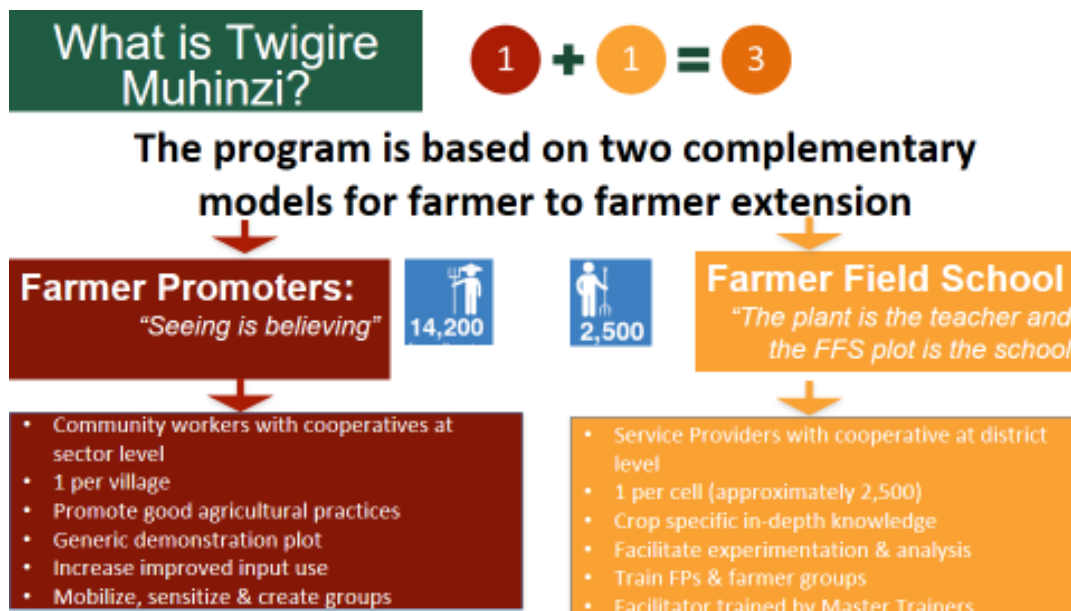 What is Twigire
Muhinzi?
1 + 1 = 3
The program is based on two complementary
models for farmer to farmer extension
Farmer Promoters:
"Seeing is believing"
14,200
2,500
Farmer Field School
"The plant is the teacher and
the FFS plot is the school
• Community workers with cooperatives at
sector level
• 1 per village
• Promote good agricultural practices
• Generic demonstration plot
• Increase improved input use
• Mobilize, sensitize & create groups
• Service Providers with cooperative at district
level
• 1 per cell (approximately 2,500)
• Crop specific in-depth knowledge
• Facilitate experimentation & analysis
• Train FPs & farmer groups
• Facilitator trained by Master Trainers